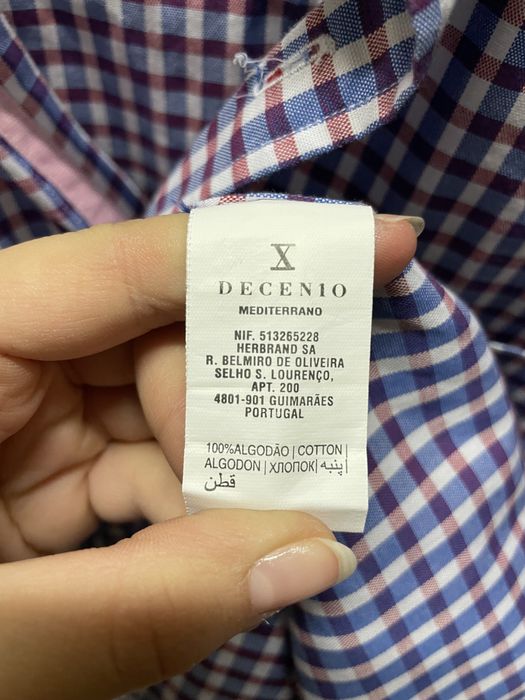 X
DECEN1O
MEDITERRANO
NIF. 513265228
HERBRAND SA
R. BELMIRO DE OLIVEIRA
SELHO S. LOURENÇO,
APT. 200
4801-901 GUIMARÃES
PORTUGAL
100%ALGODÃO | COTTON
ALGODON | ХЛОПОК | پنبه |
قطن